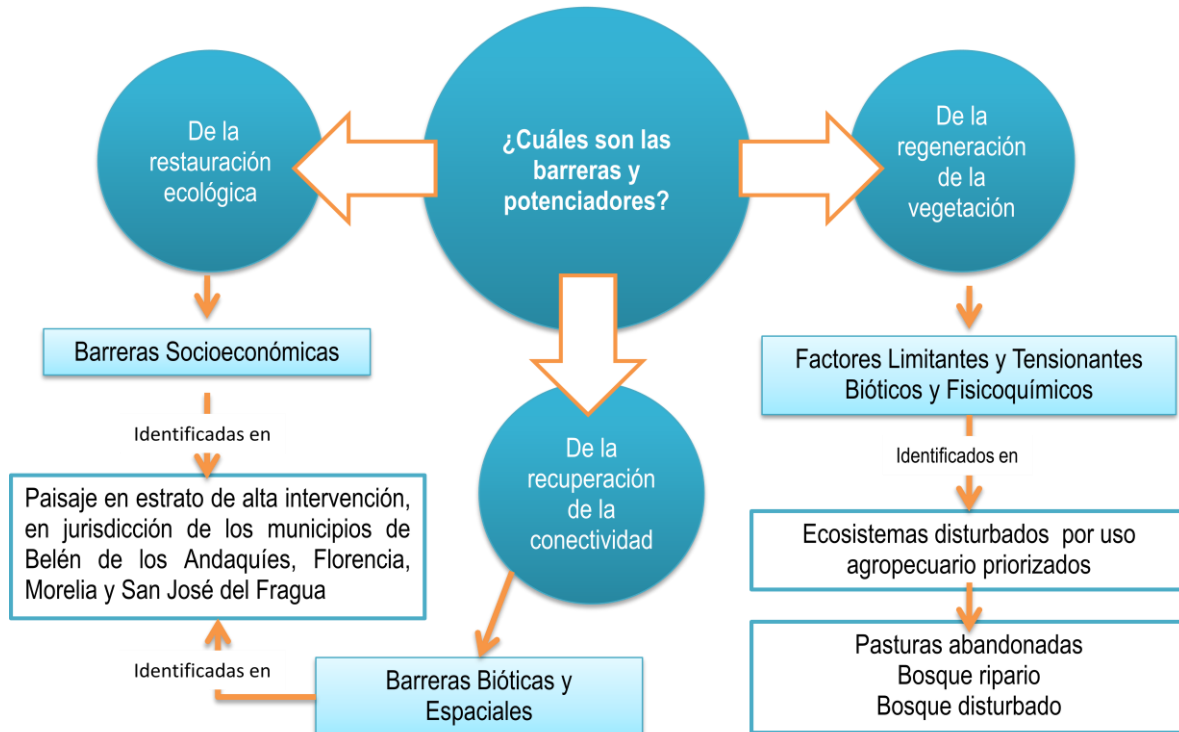 ¿Cuáles son las
barreras y
potenciadores?
De la
restauración
ecológica
De la
regeneración
de la
vegetación
Barreras Socioeconómicas
Identificadas en
Paisaje en estrato de alta intervención,
en jurisdicción de los municipios de
Belén de los Andaquíes, Florencia,
Morelia y San José del Fragua
De la
recuperación
de la
conectividad
Identificadas en
Barreras Bióticas y
Espaciales
Factores Limitantes y Tensionantes
Bióticos y Fisicoquímicos
Identificados en
Ecosistemas disturbados por uso
agropecuario priorizados
Pasturas abandonadas
Bosque ripario
Bosque disturbado